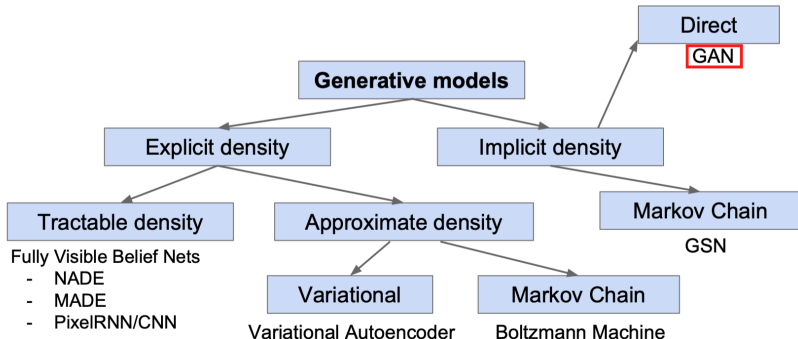 Direct
GAN
Generative models
Explicit density
Implicit density
Tractable density
Approximate density
Markov Chain
Fully Visible Belief Nets
- NADE
- MADE
- PixelRNN/CNN
GSN
Variational
Markov Chain
Variational Autoencoder
Boltzmann Machine